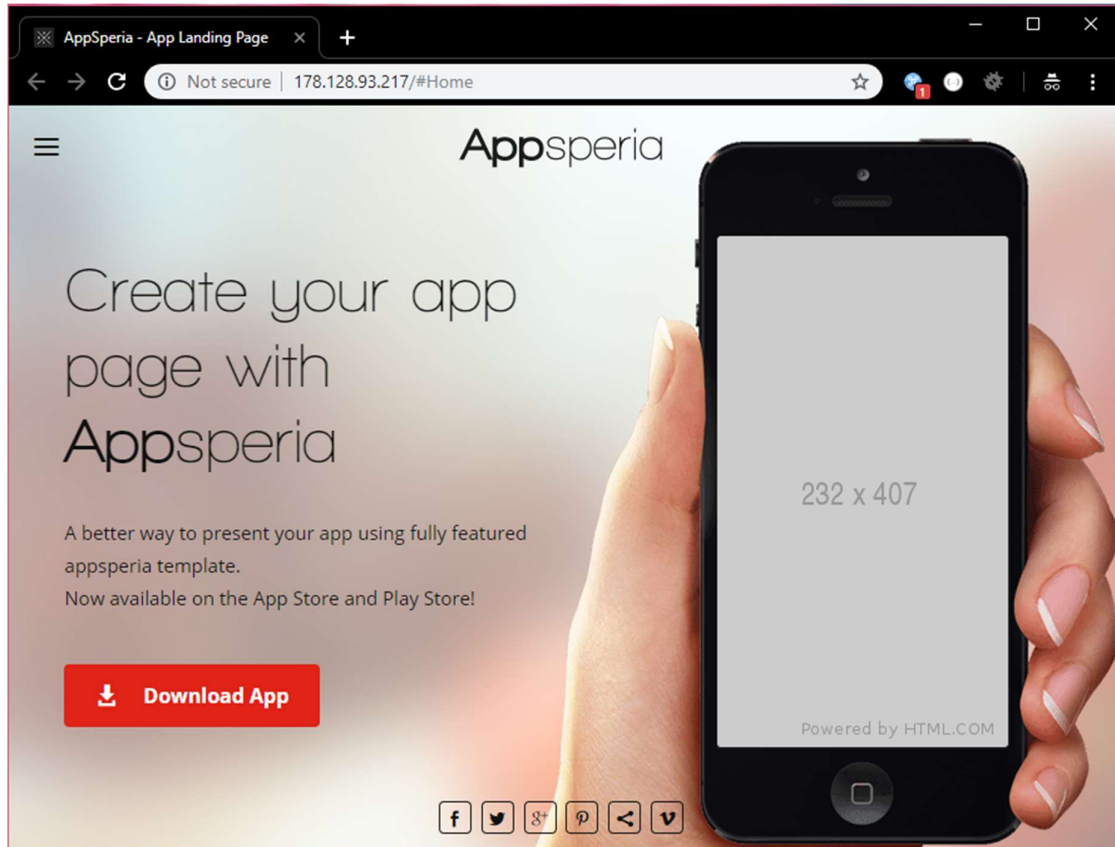 AppSperia - App Landing Page
Not secure 178.128.93.217/#Home
1
Appsperia
Create your app
page with
Appsperia
A better way to present your app using fully featured
appsperia template.
Now available on the App Store and Play Store!
Download App
232 x 407
Powered by HTML.COM